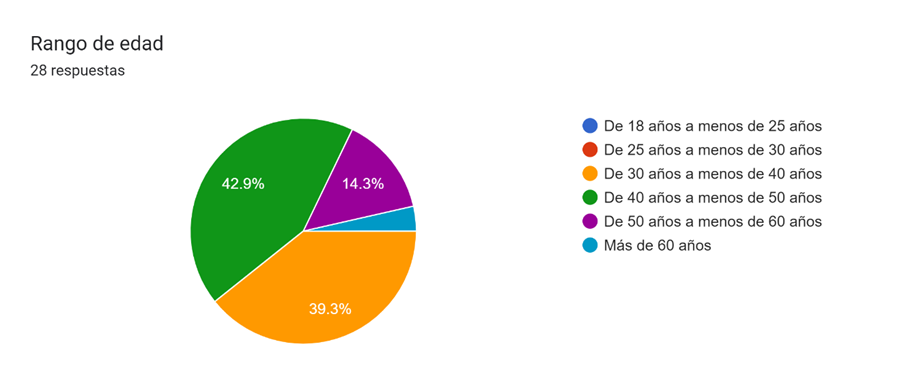 Rango de edad
28 respuestas
42.9%
14.3%
39.3%
De 18 años a menos de 25 años
De 25 años a menos de 30 años
De 30 años a menos de 40 años
De 40 años a menos de 50 años
De 50 años a menos de 60 años
Más de 60 años